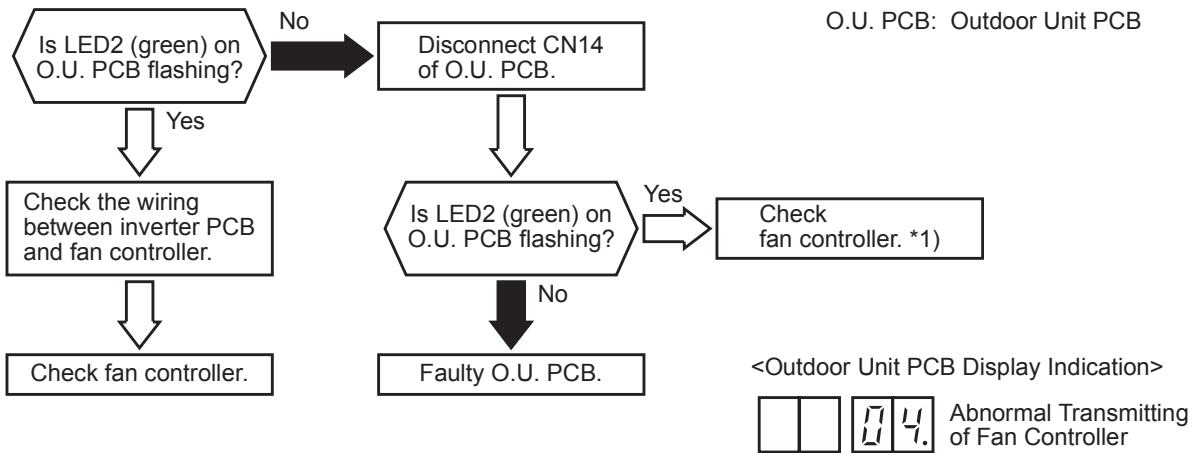 Is LED2 (green) on
O.U. PCB flashing?
No
Disconnect CN14
of O.U. PCB.
O.U. PCB: Outdoor Unit PCB
Yes
Check the wiring
between inverter PCB
and fan controller.
Is LED2 (green) on
O.U. PCB flashing?
Yes
Check
fan controller. *1)
No
Check fan controller.
Faulty O.U. PCB.
<Outdoor Unit PCB Display Indication>
04.
Abnormal Transmitting
of Fan Controller